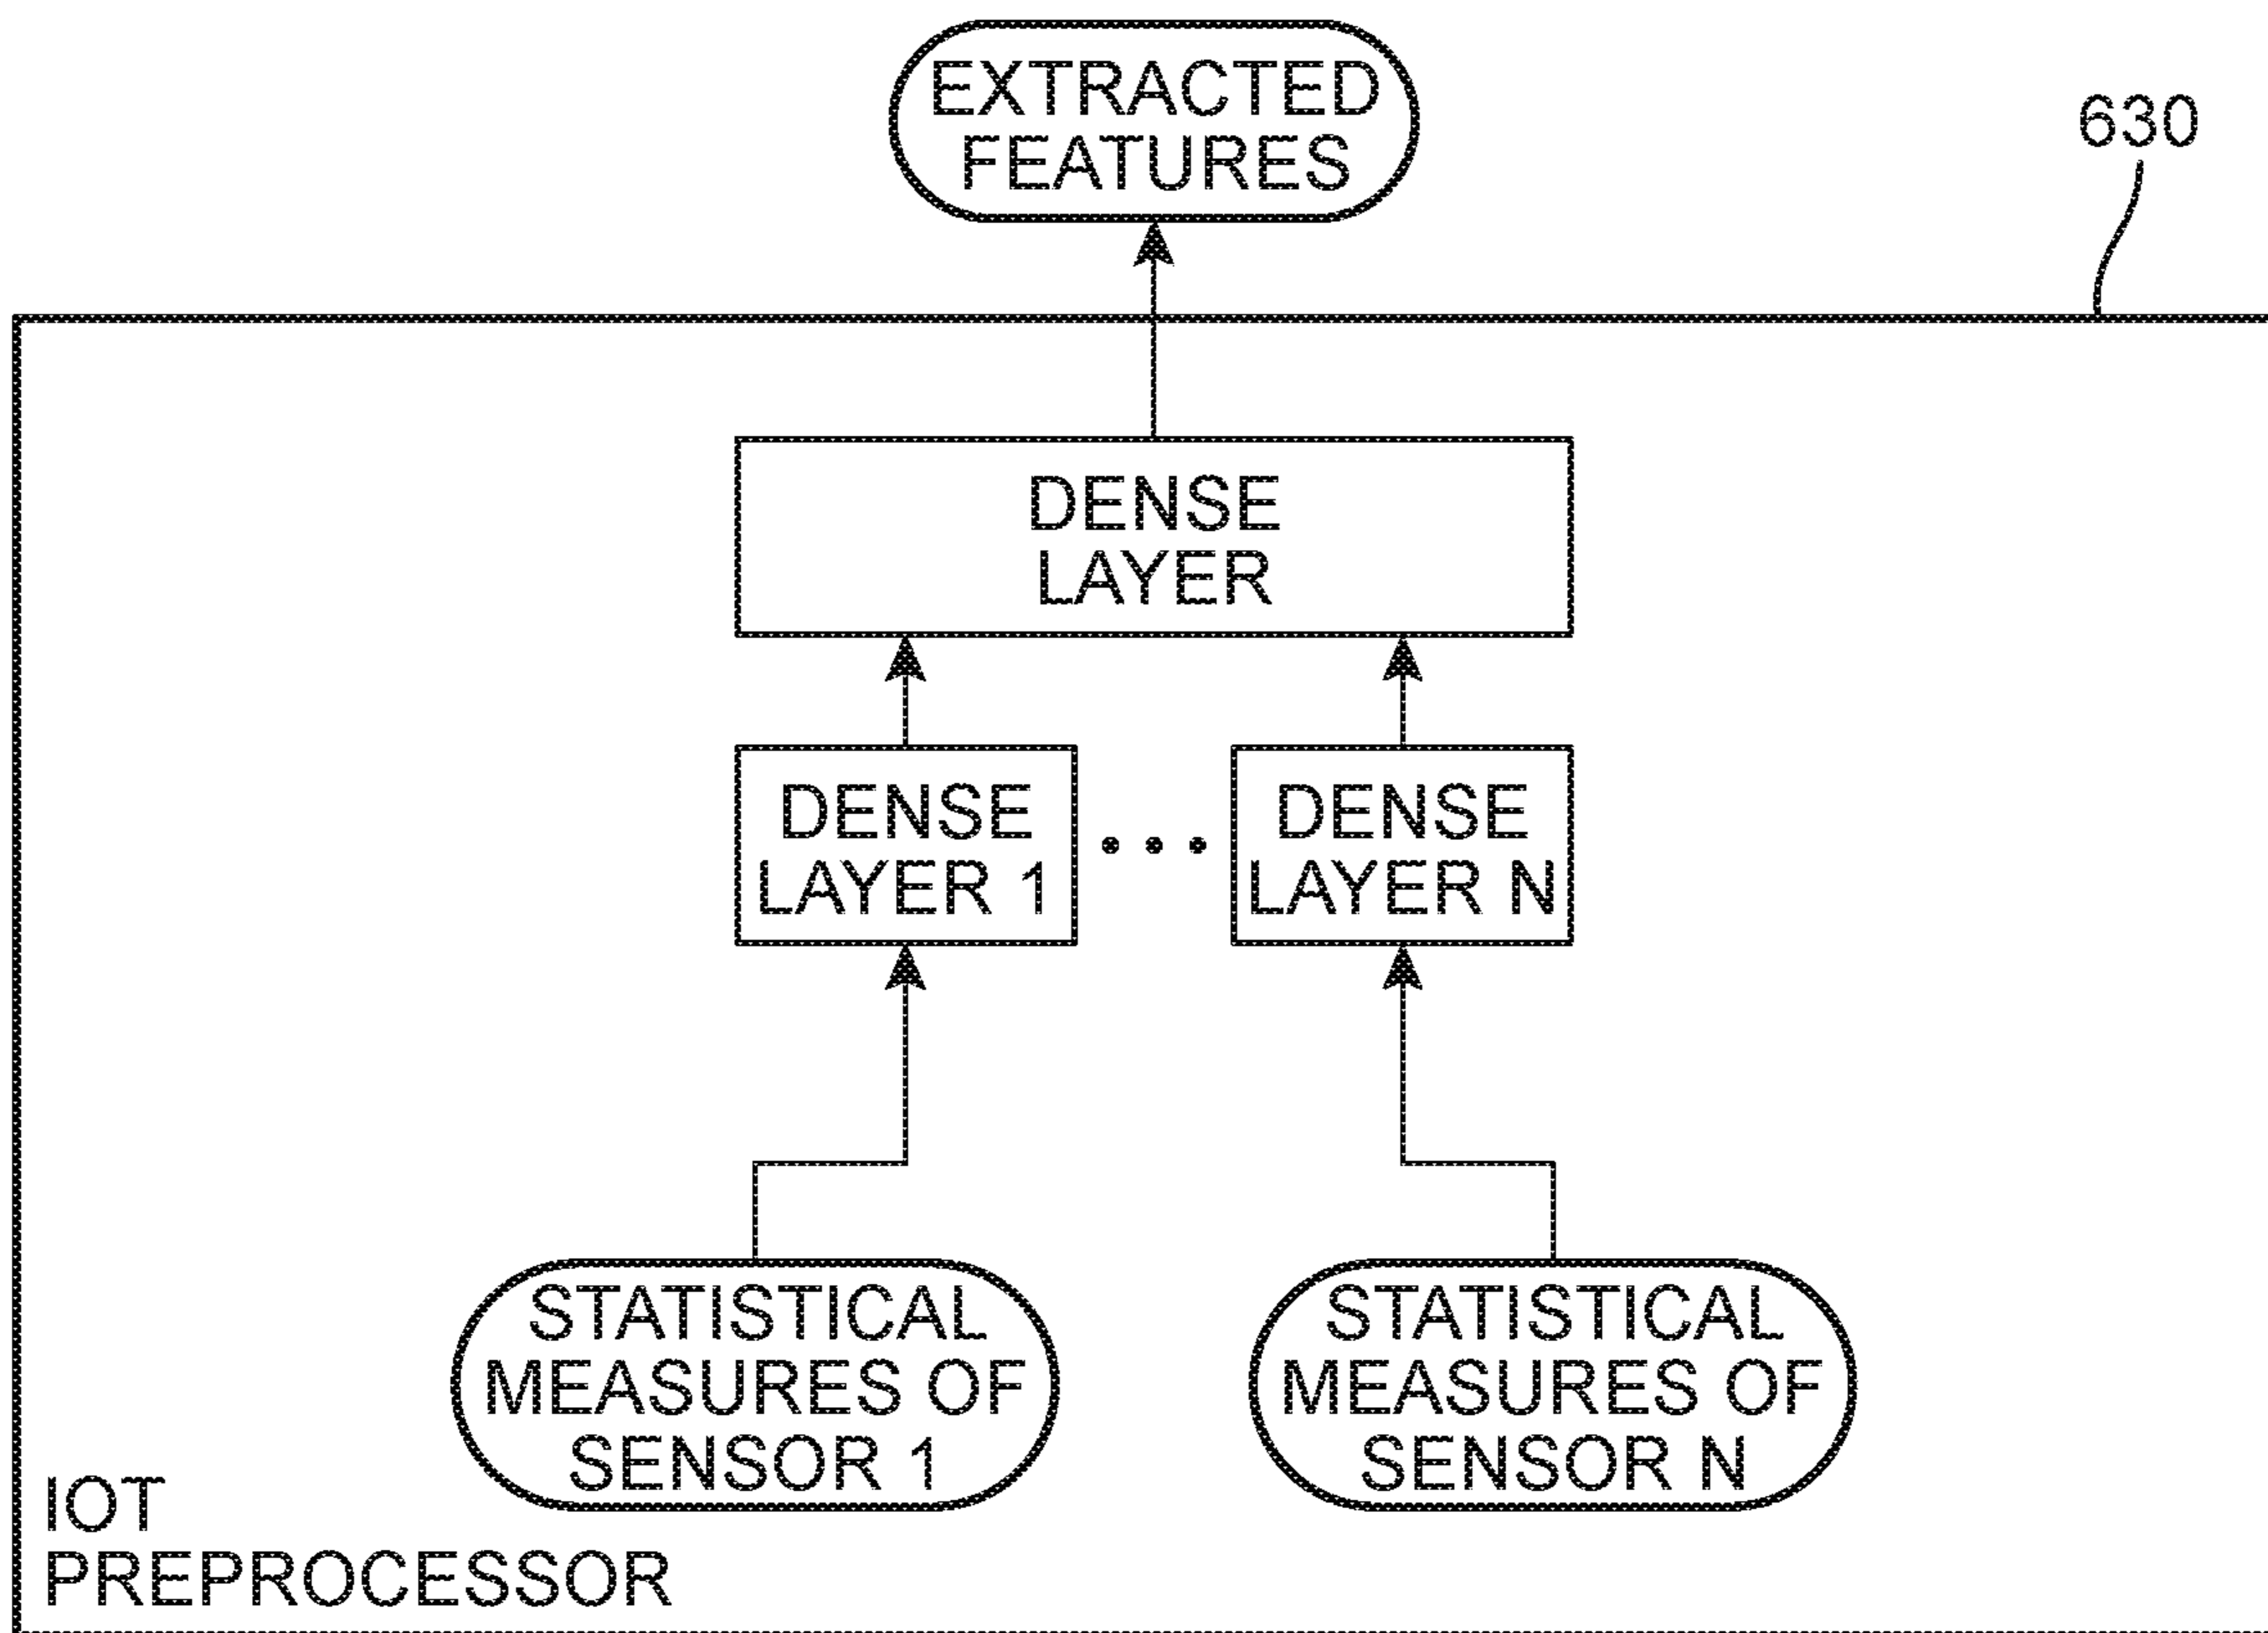 EXTRACTED
FEATURES
630
DENSE
LAYER
DENSE
LAYER 1
DENSE
LAYER N
STATISTICAL
MEASURES OF
SENSOR 1
STATISTICAL
MEASURES OF
SENSOR N
IOT
PREPROCESSOR